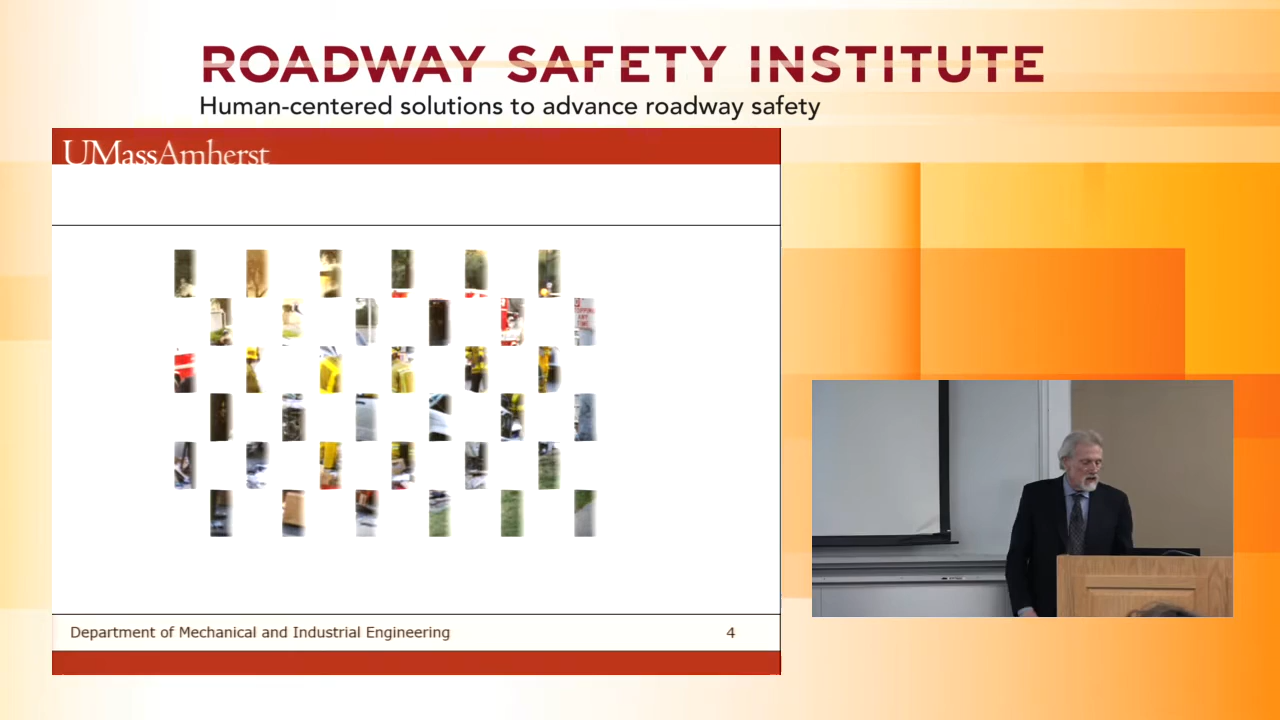 ROADWAY SAFETY INSTITUTE
Human-centered solutions to advance roadway safety
UMassAmherst
Department of Mechanical and Industrial Engineering
4